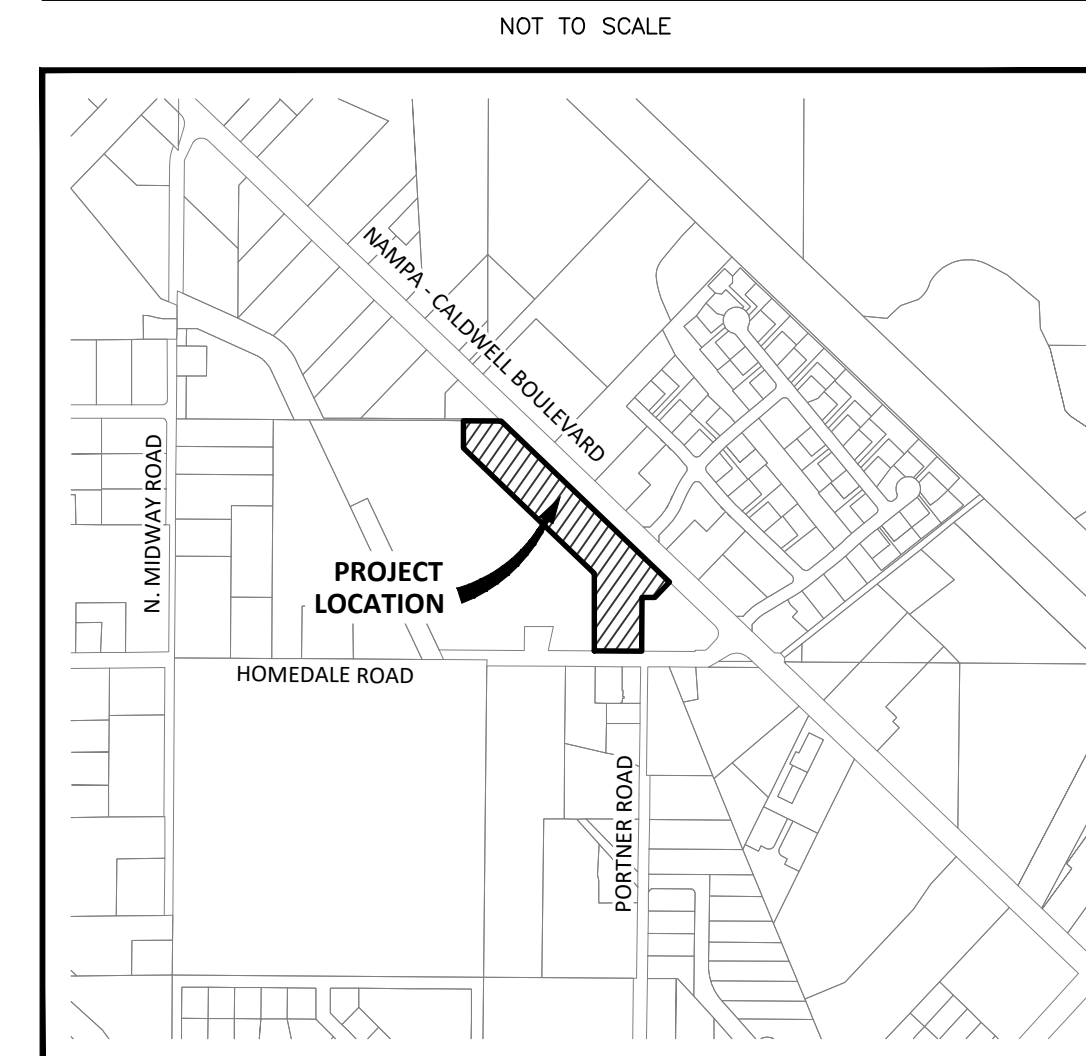 NOT TO SCALE
NAMPA - CALDWELL BOULEVARD
N. MIDWAY ROAD
PROJECT
LOCATION
HOMEDALE ROAD
PORTNER ROAD